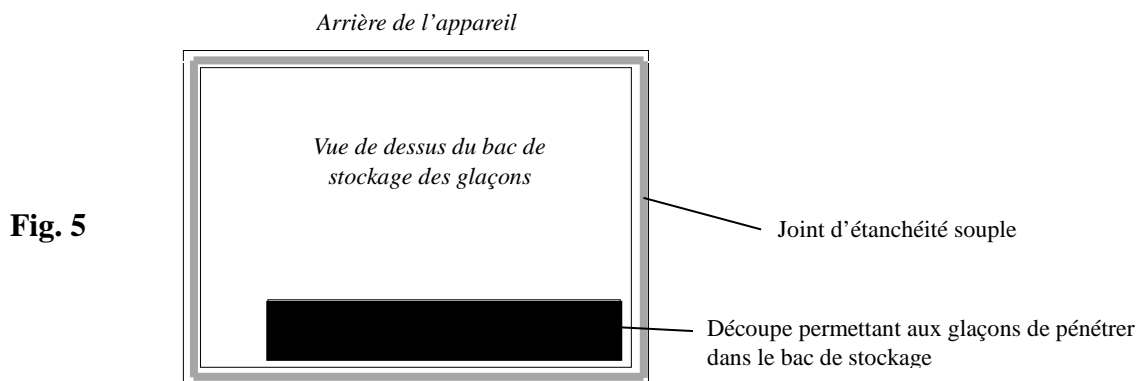 Arrière de l’appareil
Vue de dessus du bac de
stockage des glaçons
Fig. 5
Joint d’étanchéité souple
Découpe permettant aux glaçons de pénétrer
dans le bac de stockage